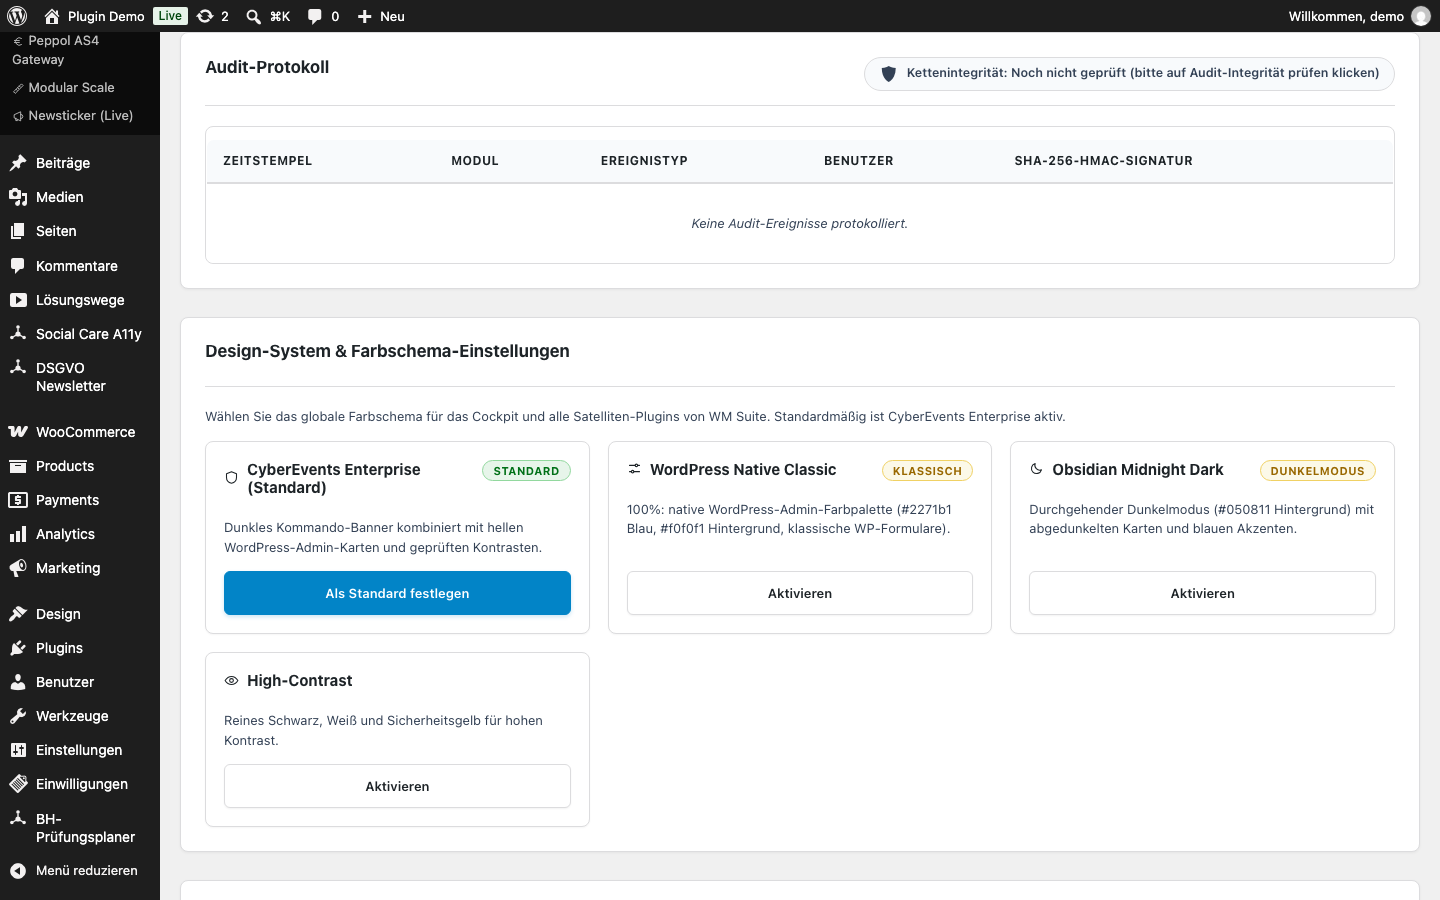 Plugin Demo Live 2 ⌘K 0 Neu
Willkommen, demo
Peppol AS4
Gateway
Modular Scale
Newsticker (Live)
Beiträge
Medien
Seiten
Kommentare
Lösungswege
Social Care A11y
DSGVO
Newsletter
WooCommerce
Products
Payments
Analytics
Marketing
Design
Plugins
Benutzer
Werkzeuge
Einstellungen
Einwilligungen
BH-
Prüfungsplaner
Menü reduzieren
Audit-Protokoll
Kettenintegrität: Noch nicht geprüft (bitte auf Audit-Integrität prüfen klicken)
ZEITSTEMPEL MODUL EREIGNISTYP BENUTZER SHA-256-HMAC-SIGNATUR
Keine Audit-Ereignisse protokolliert.
Design-System & Farbschema-Einstellungen
Wählen Sie das globale Farbschema für das Cockpit und alle Satelliten-Plugins von WM Suite. Standardmäßig ist CyberEvents Enterprise aktiv.
CyberEvents Enterprise
(Standard)
STANDARD
Dunkles Kommando-Banner kombiniert mit hellen
WordPress-Admin-Karten und geprüften Kontrasten.
Als Standard festlegen
WordPress Native Classic
KLASSISCH
100%: native WordPress-Admin-Farbpalette (#2271b1
Blau, #f0f0f1 Hintergrund, klassische WP-Formulare).
Aktivieren
Obsidian Midnight Dark
DUNKELMODUS
Durchgehender Dunkelmodus (#050811 Hintergrund) mit
abgedunkelten Karten und blauen Akzenten.
Aktivieren
High-Contrast
Reines Schwarz, Weiß und Sicherheitsgelb für hohen
Kontrast.
Aktivieren